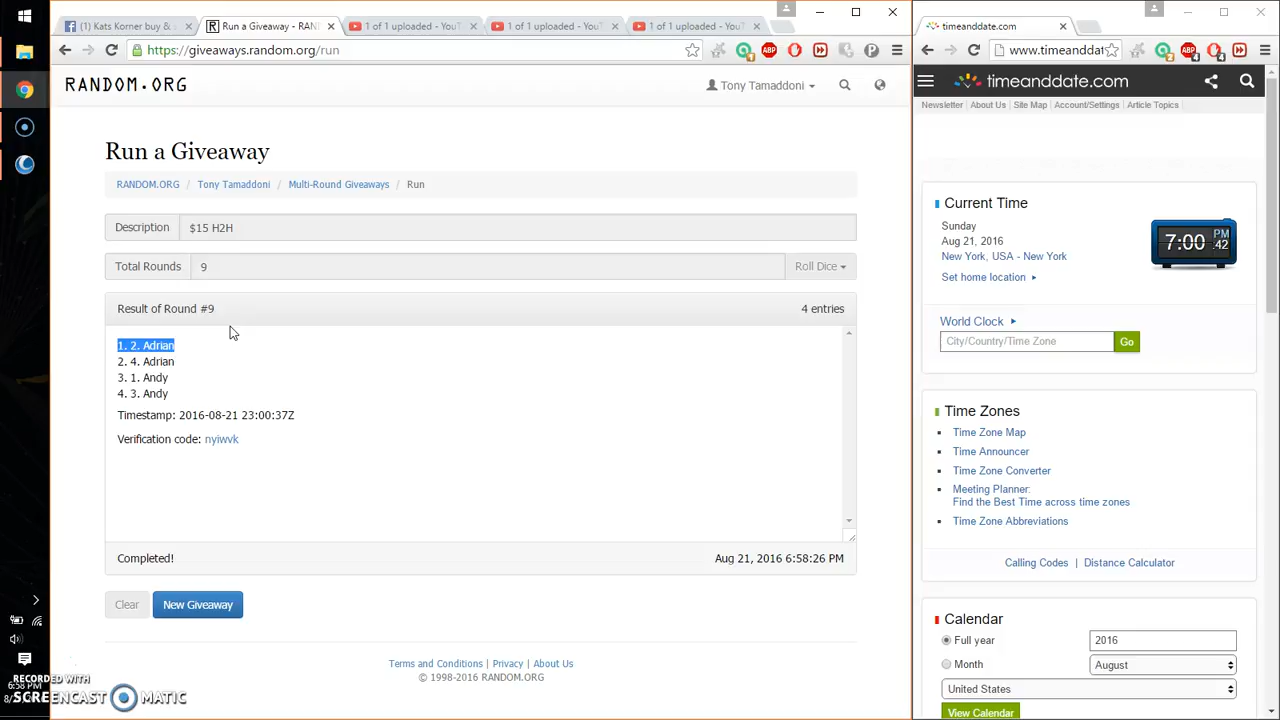 (1) Kats Korner buy &
Run a Giveaway - RAND
1 of 1 uploaded - YouT
1 of 1 uploaded - YouT
1 of 1 uploaded - YouT
timeanddate.com
https://giveaways.random.org/run
www.timeanddat
RANDOM.ORG
Tony Tamaddoni
timeanddate.com
Newsletter | About Us | Site Map | Account/Settings | Article Topics
Run a Giveaway
RANDOM.ORG / Tony Tamaddoni / Multi-Round Giveaways / Run
Description $15 H2H
Total Rounds 9 Roll Dice
Result of Round #9 4 entries
1. 2. Adrian
2. 4. Adrian
3. 1. Andy
4. 3. Andy
Timestamp: 2016-08-21 23:00:37Z
Verification code: nyiwvk
Completed! Aug 21, 2016 6:58:26 PM
Clear New Giveaway
Terms and Conditions | Privacy | About Us
© 1998-2016 RANDOM.ORG
Current Time
Sunday
Aug 21, 2016
New York, USA - New York
Set home location
7:00 PM 42
World Clock
City/Country/Time Zone Go
Time Zones
Time Zone Map
Time Announcer
Time Zone Converter
Meeting Planner:
Find the Best Time across time zones
Time Zone Abbreviations
Calling Codes | Distance Calculator
Calendar
Full year 2016
Month August
United States
View Calendar
6:58 PM
RECORDED WITH
SCREENCAST MATIC